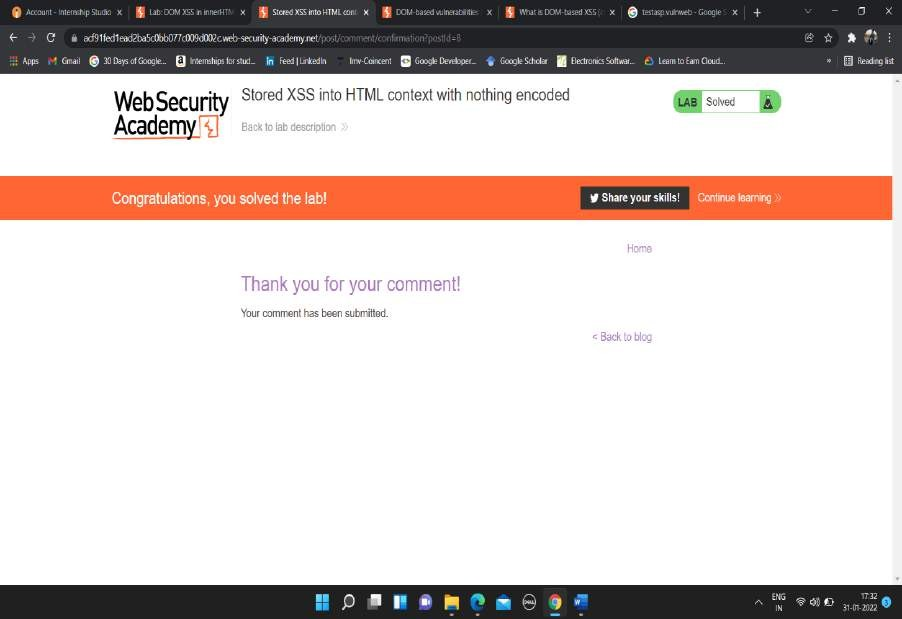 Account - Internship Studio
Lab: DOM XSS in innerHTM
Stored XSS into HTML cont
DOM-based vulnerabilities
What is DOM-based XSS (
testasp.vulnweb - Google S
acf91fed1ead2ba5c0bb077c009d002c.web-security-academy.net/post/comment/confirmation?postId=8
Apps
Gmail
30 Days of Google...
Internships for stud...
Feed | LinkedIn
Inw-Coincent
Google Developer...
Google Scholar
Electronics Softwar...
Learn to Earn Cloud...
»
Reading list
Web Security
Academy
Stored XSS into HTML context with nothing encoded
Back to lab description »
LAB Solved
Congratulations, you solved the lab!
Share your skills!
Continue learning »
Home
Thank you for your comment!
Your comment has been submitted.
< Back to blog
DELL
ENG
IN
17:32
31-01-2022
3